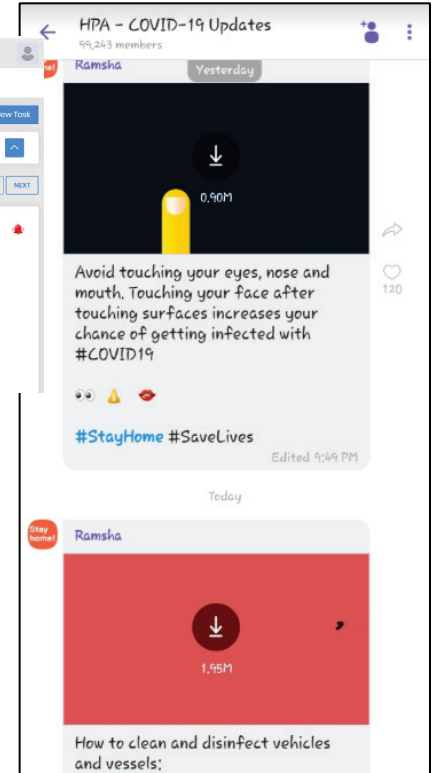 HPA - COVID-19 Updates
99,243 members
Ramsha
Yesterday
New Task
0.90M
NEXT
Avoid touching your eyes, nose and
mouth. Touching your face after
touching surfaces increases your
chance of getting infected with
#COVID19
120
#StayHome #SaveLives
Edited 9:49 PM
Today
Stay
home!
Ramsha
1.95M
How to clean and disinfect vehicles
and vessels: